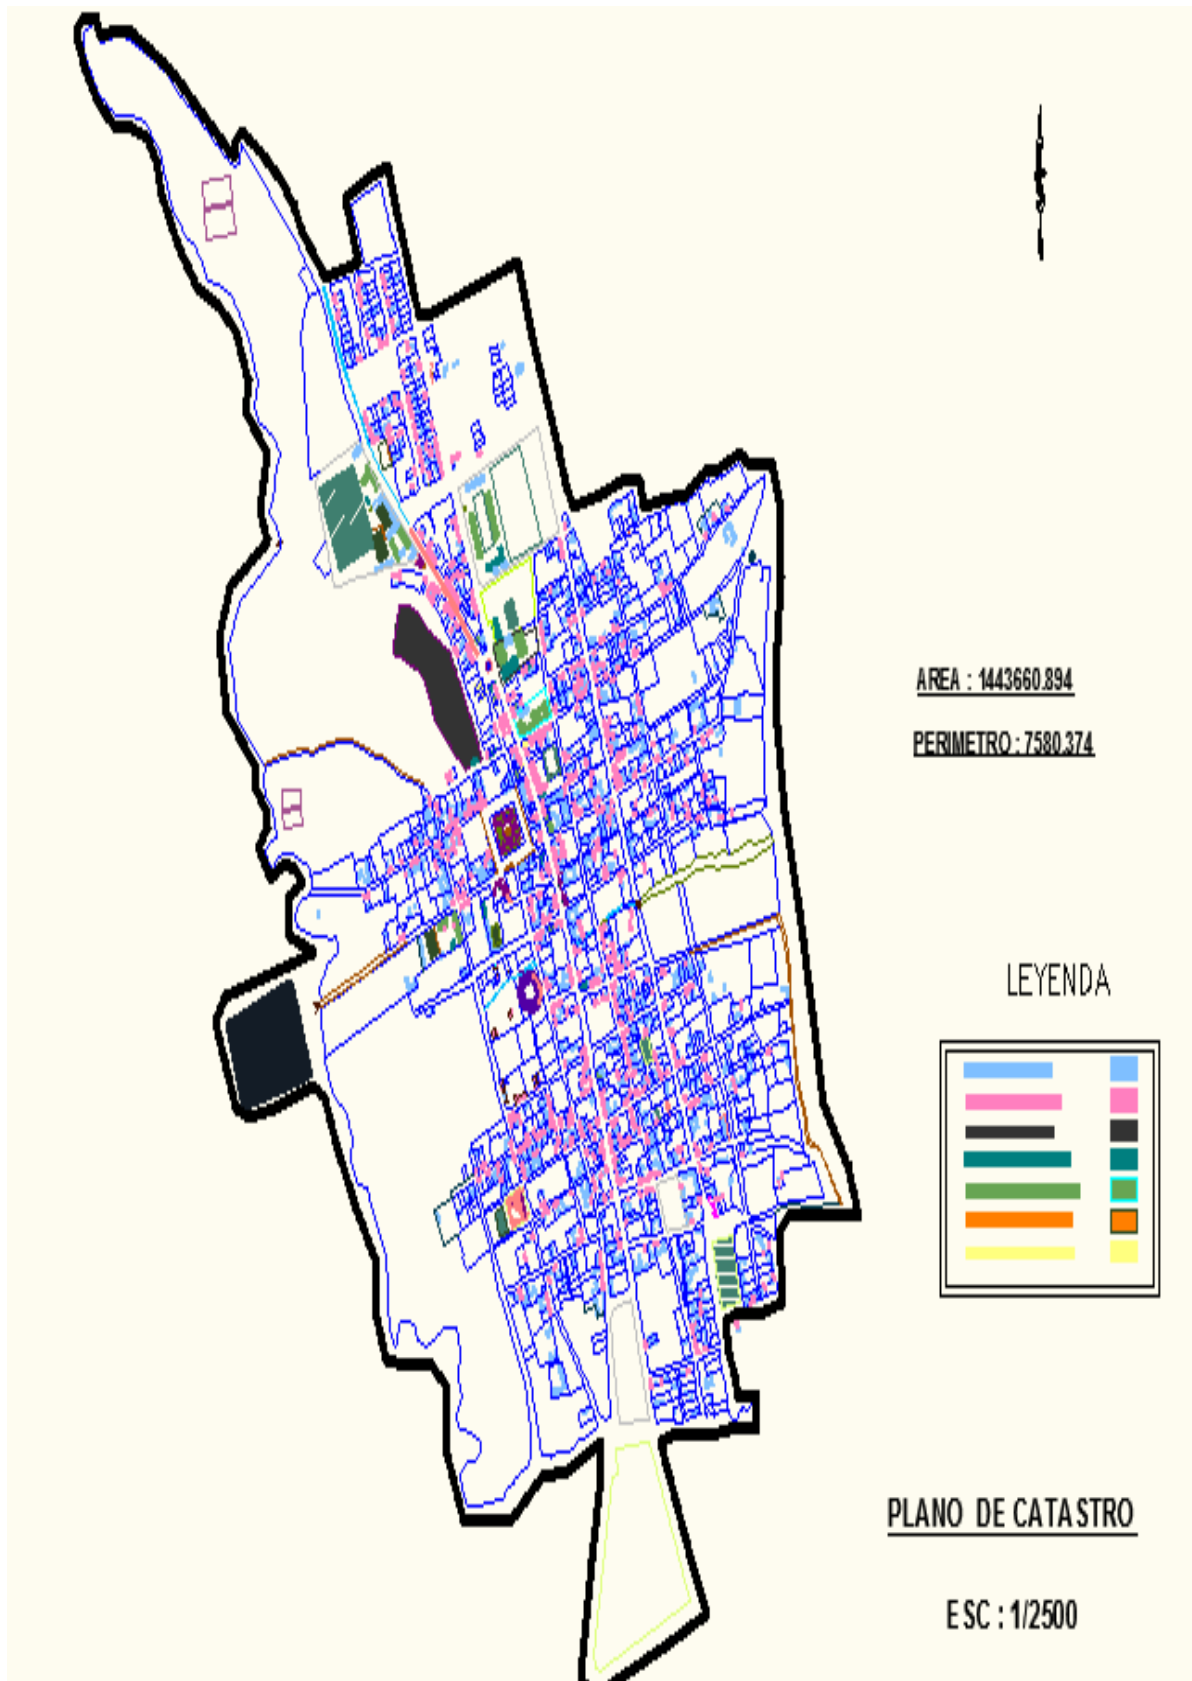 AREA : 1443660.894
PERIMETRO : 7580.374
LEYENDA
PLANO DE CATASTRO
ESC : 1/2500